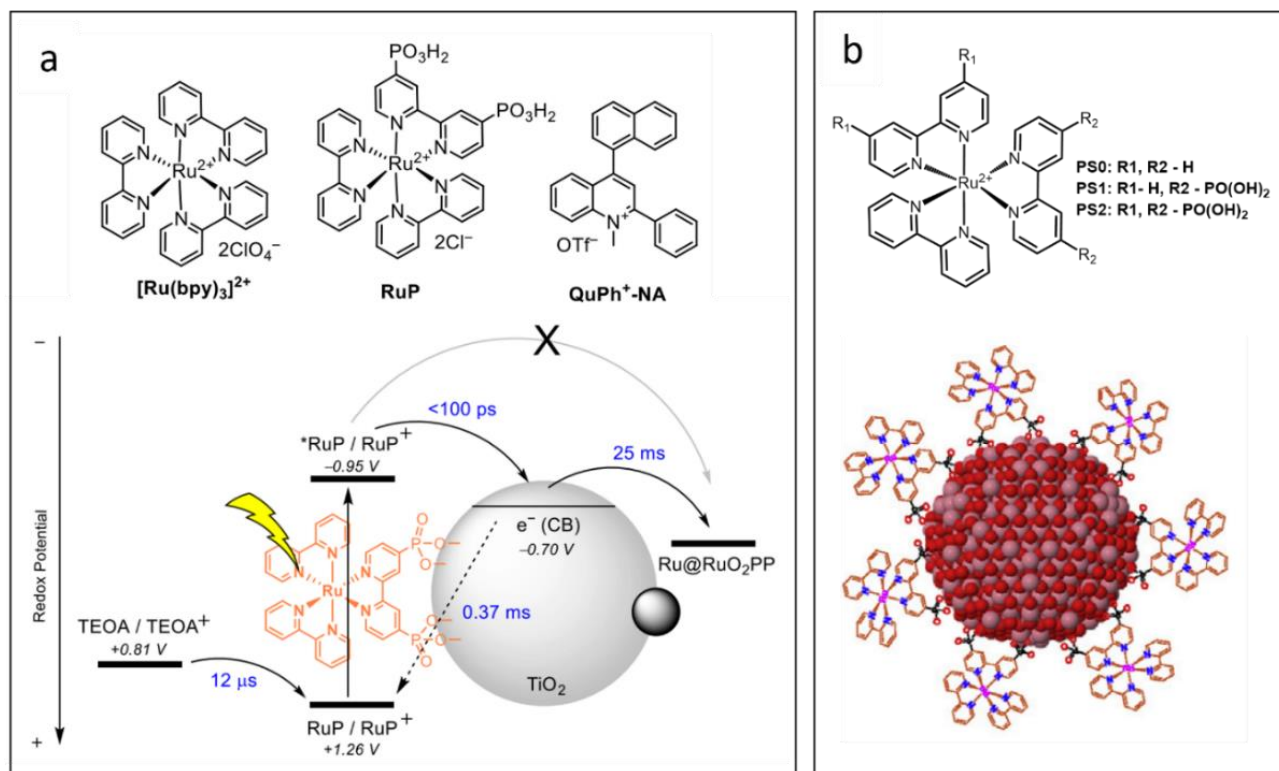 a
PO₃H₂
PO₃H₂
N
N
N
Ru²⁺
N
N
N
2ClO₄⁻
[Ru(bpy)₃]²⁺
N
N
N
Ru²⁺
N
N
N
2Cl⁻
RuP
N⁺
OTf⁻
QuPh⁺-NA
−
Redox Potential
+
X
<100 ps
*RuP / RuP⁺
−0.95 V
25 ms
e⁻ (CB)
−0.70 V
Ru@RuO₂PP
N
N
N
Ru
N
N
N
O
P
O
O
O
P
O
O
0.37 ms
TiO₂
TEOA / TEOA⁺
+0.81 V
12 µs
RuP / RuP⁺
+1.26 V
b
R₁
R₁
R₂
R₂
N
N
N
Ru²⁺
N
N
N
PS0: R1, R2 - H
PS1: R1- H, R2 - PO(OH)₂
PS2: R1, R2 - PO(OH)₂